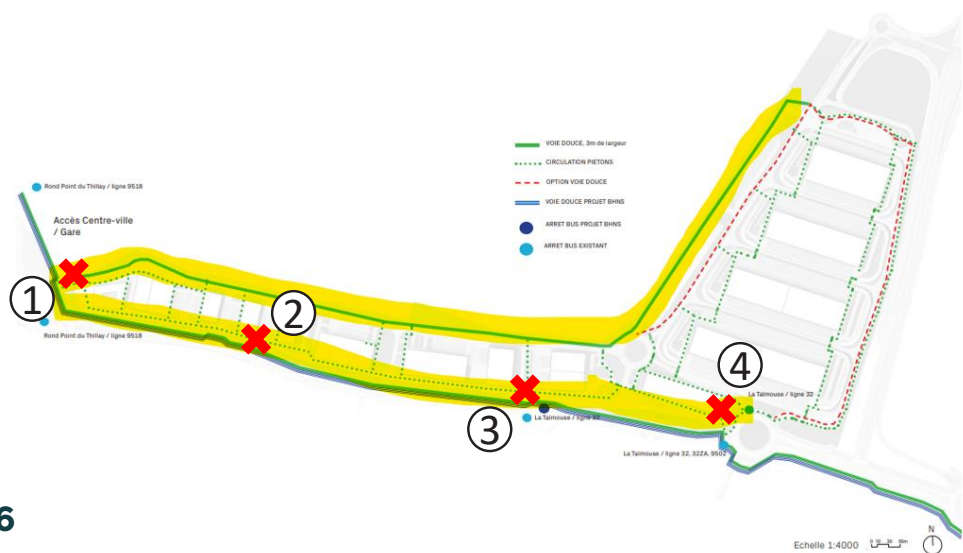 VOIE DOUCE, 3m de largeur
CIRCULATION PIETONS
OPTION VOIE DOUCE
VOIE DOUCE PROJET BHNS
ARRET BUS PROJET BHNS
ARRET BUS EXISTANT
Rond Point du Thillay / ligne 9518
Accès Centre-ville
/ Gare
1
Rond Point du Thillay / ligne 9518
2
3
La Talmouse / ligne 32
4
La Talmouse / ligne 32
La Talmouse / ligne 32, 32ZA, 9502
6
Echelle 1:4000
N